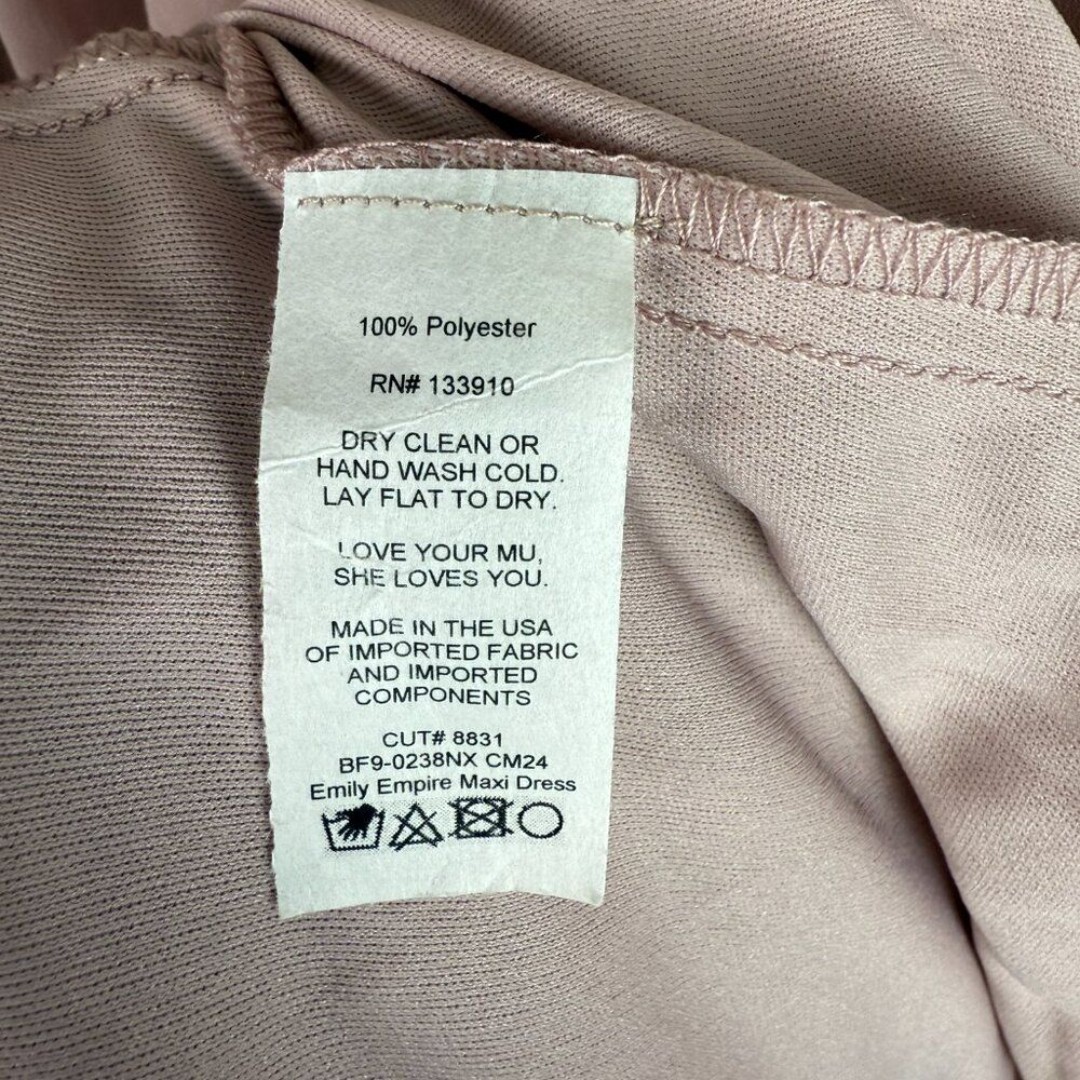 100% Polyester
RN# 133910
DRY CLEAN OR
HAND WASH COLD.
LAY FLAT TO DRY.
LOVE YOUR MU,
SHE LOVES YOU.
MADE IN THE USA
OF IMPORTED FABRIC
AND IMPORTED
COMPONENTS
CUT# 8831
BF9-0238NX CM24
Emily Empire Maxi Dress